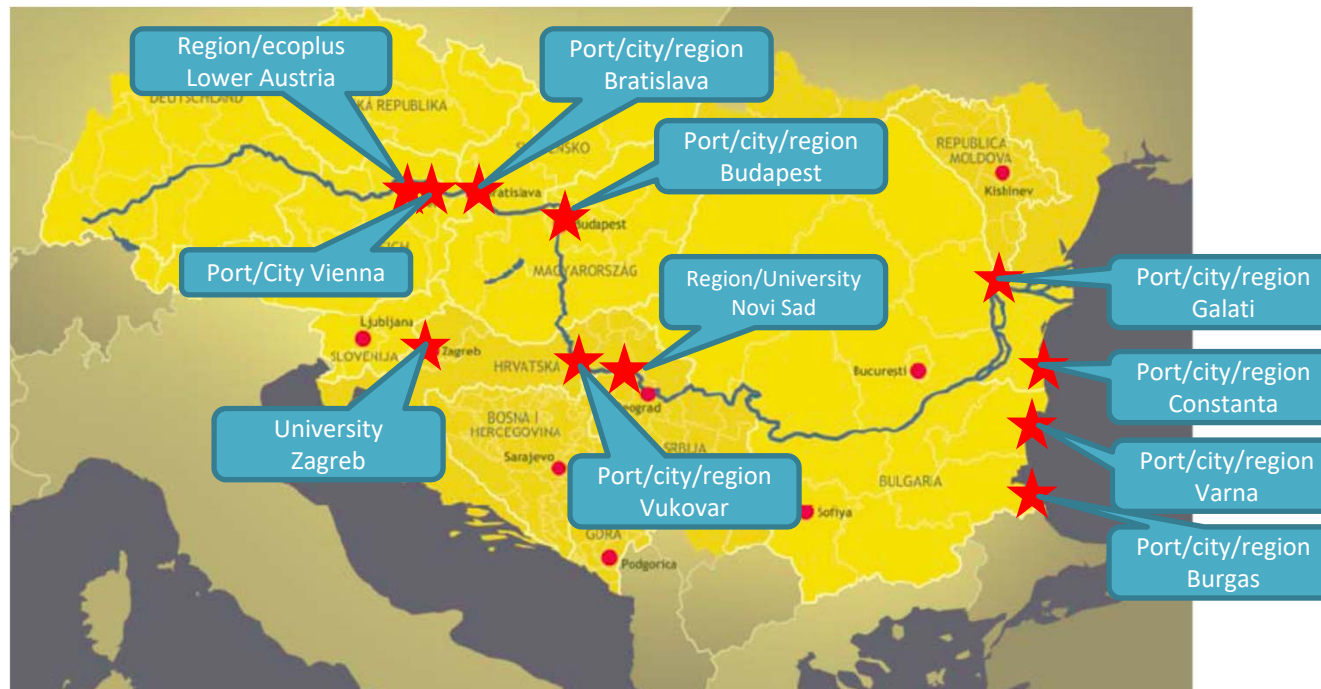 Region/ecoplus
Lower Austria
Port/city/region
Bratislava
DEUTSCHLAND
KÁ REPUBLIKA
Port/city/region
Budapest
REPUBLICA
MOLDOVA
Kishinev
Budapest
Port/City Vienna
MAGYARORSZÁG
Region/University
Novi Sad
Port/city/region
Galati
Ljubljana
SLOVENIJA
Zagreb
HRVATSKA
Bucuresti
Port/city/region
Constanta
BOSNA I
HERCEGOVINA
Sarajevo
SRBIJA
University
Zagreb
Port/city/region
Vukovar
BULGARIA
Port/city/region
Varna
Sofiya
GORA
Podgorica
Port/city/region
Burgas